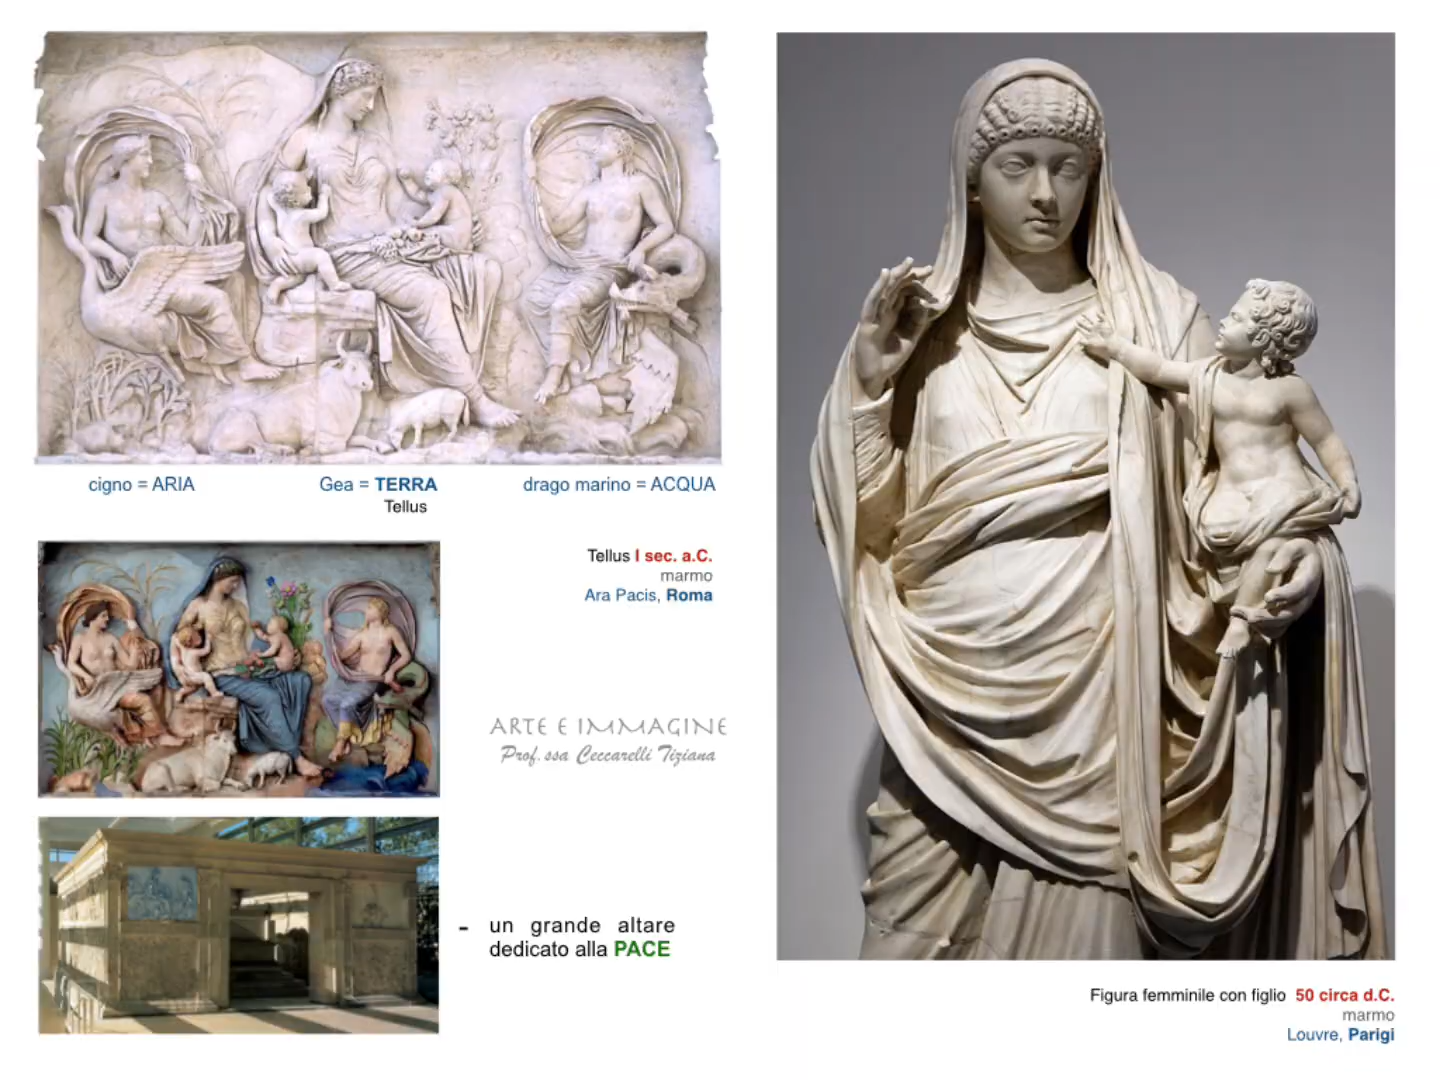 cigno = ARIA
Gea = TERRA
drago marino = ACQUA
Tellus
Tellus I sec. a.C.
marmo
Ara Pacis, Roma
ARTE E IMMAGINE
Prof.ssa Ceccarelli Tiziana
- un grande altare
dedicato alla PACE
Figura femminile con figlio 50 circa d.C.
marmo
Louvre, Parigi